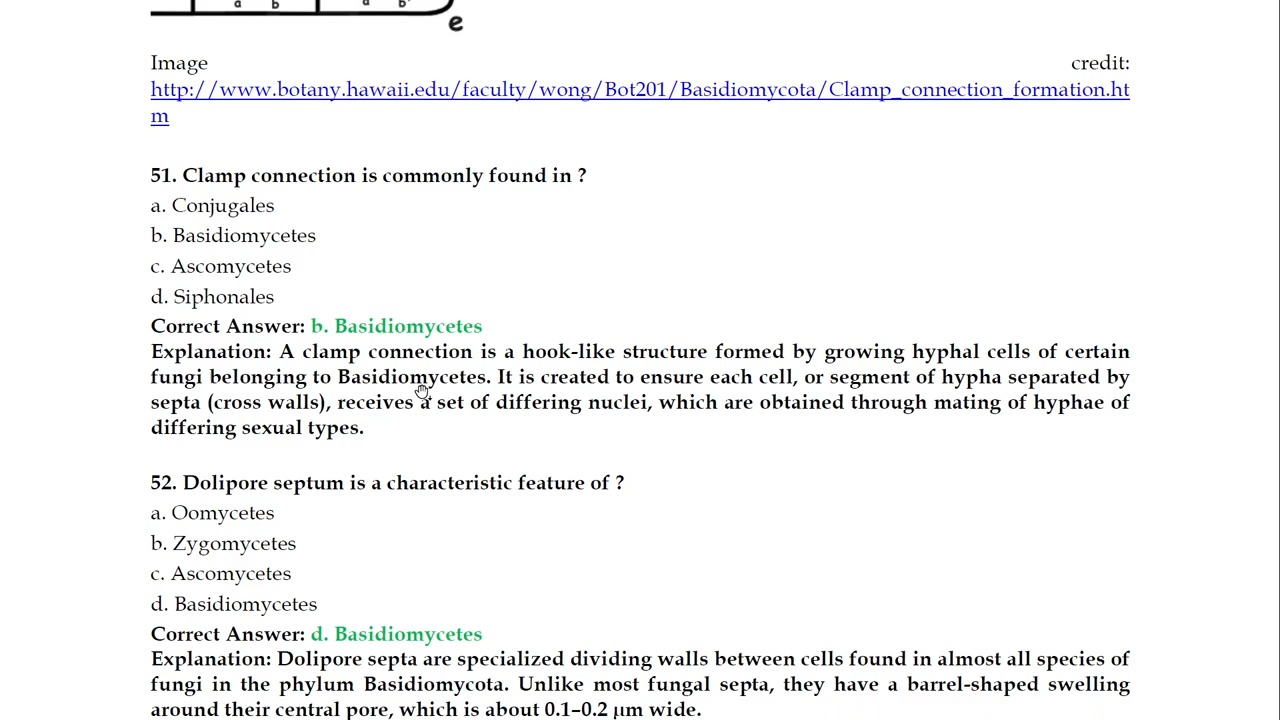 a b a b
e
Image credit:
http://www.botany.hawaii.edu/faculty/wong/Bot201/Basidiomycota/Clamp_connection_formation.ht
m
51. Clamp connection is commonly found in ?
a. Conjugales
b. Basidiomycetes
c. Ascomycetes
d. Siphonales
Correct Answer: b. Basidiomycetes
Explanation: A clamp connection is a hook-like structure formed by growing hyphal cells of certain
fungi belonging to Basidiomycetes. It is created to ensure each cell, or segment of hypha separated by
septa (cross walls), receives a set of differing nuclei, which are obtained through mating of hyphae of
differing sexual types.
52. Dolipore septum is a characteristic feature of ?
a. Oomycetes
b. Zygomycetes
c. Ascomycetes
d. Basidiomycetes
Correct Answer: d. Basidiomycetes
Explanation: Dolipore septa are specialized dividing walls between cells found in almost all species of
fungi in the phylum Basidiomycota. Unlike most fungal septa, they have a barrel-shaped swelling
around their central pore, which is about 0.1–0.2 µm wide.